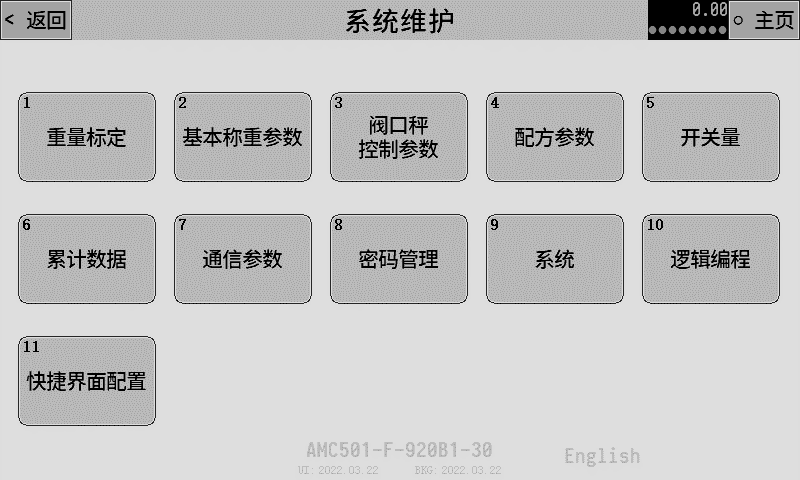 < 返回
系统维护
0.00
主页
1
重量标定
2
基本称重参数
3
阀口秤
控制参数
4
配方参数
5
开关量
6
累计数据
7
通信参数
8
密码管理
9
系统
10
逻辑编程
11
快捷界面配置
AMC501-F-920B1-30
UI: 2022.03.22
BKG: 2022.03.22
English